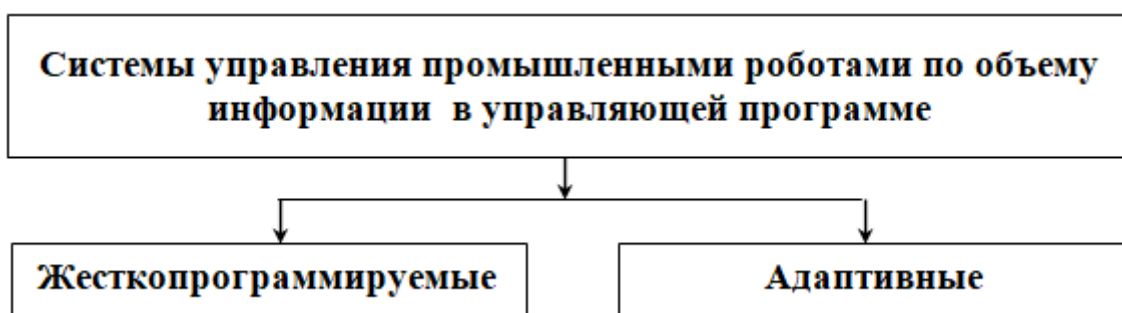 Системы управления промышленными роботами по объему
информации в управляющей программе
Жесткопрограммируемые
Адаптивные